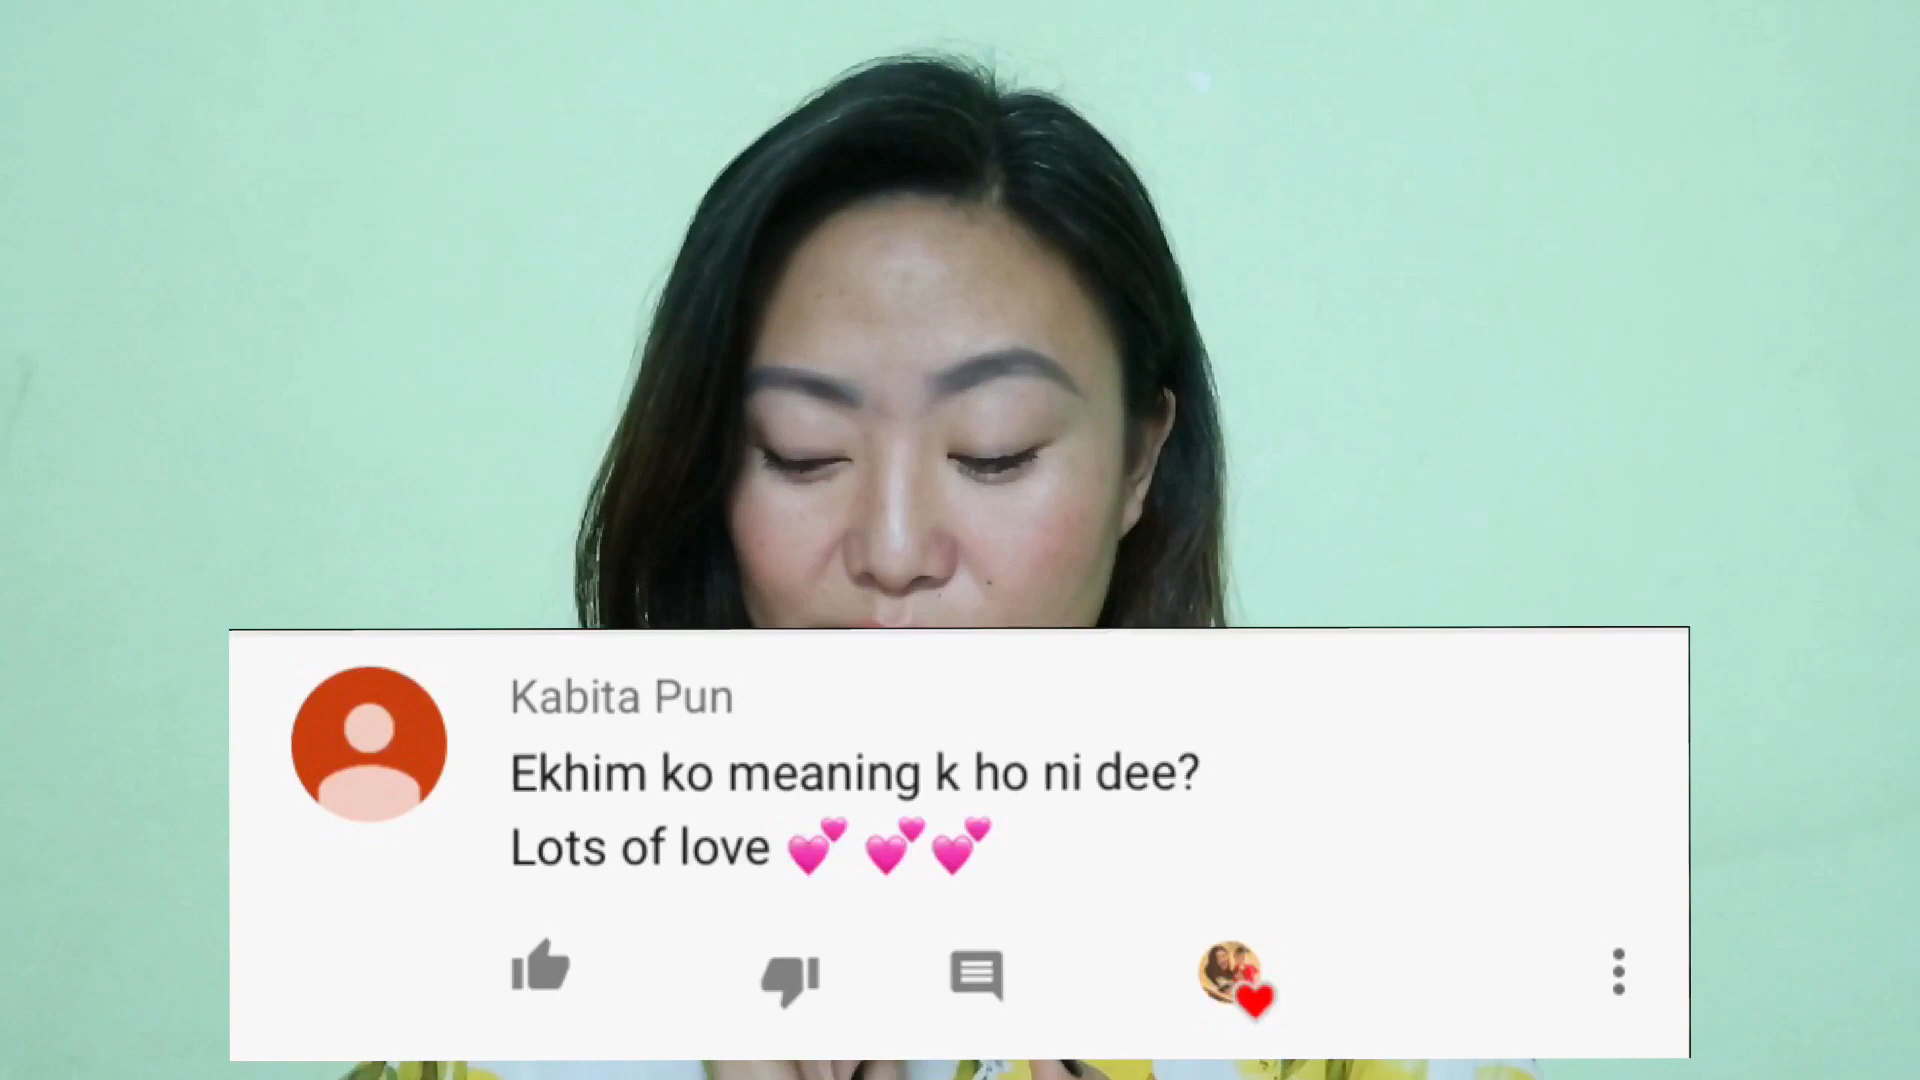 Kabita Pun
Ekhim ko meaning k ho ni dee?
Lots of love 💕 💕 💕